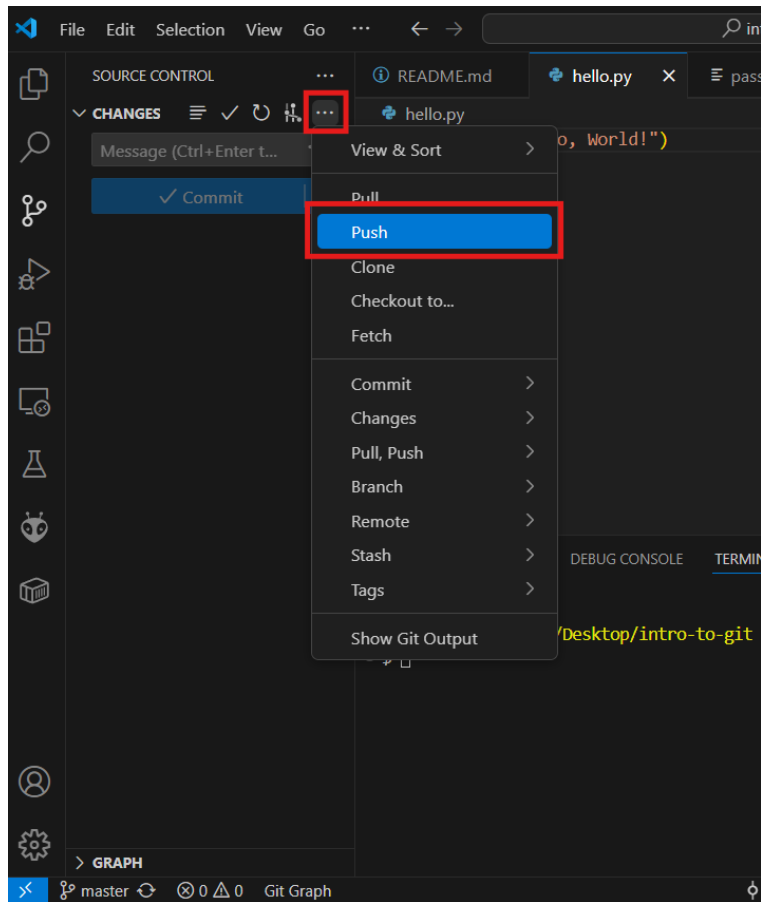 File Edit Selection View Go ...
SOURCE CONTROL ...
README.md
hello.py
CHANGES ...
hello.py
Message (Ctrl+Enter t...
View & Sort
o, World!")
Commit
Pull
Push
Clone
Checkout to...
Fetch
Commit
Changes
Pull, Push
Branch
Remote
Stash
Tags
Show Git Output
DEBUG CONSOLE
/Desktop/intro-to-git
GRAPH
master 0 0 Git Graph